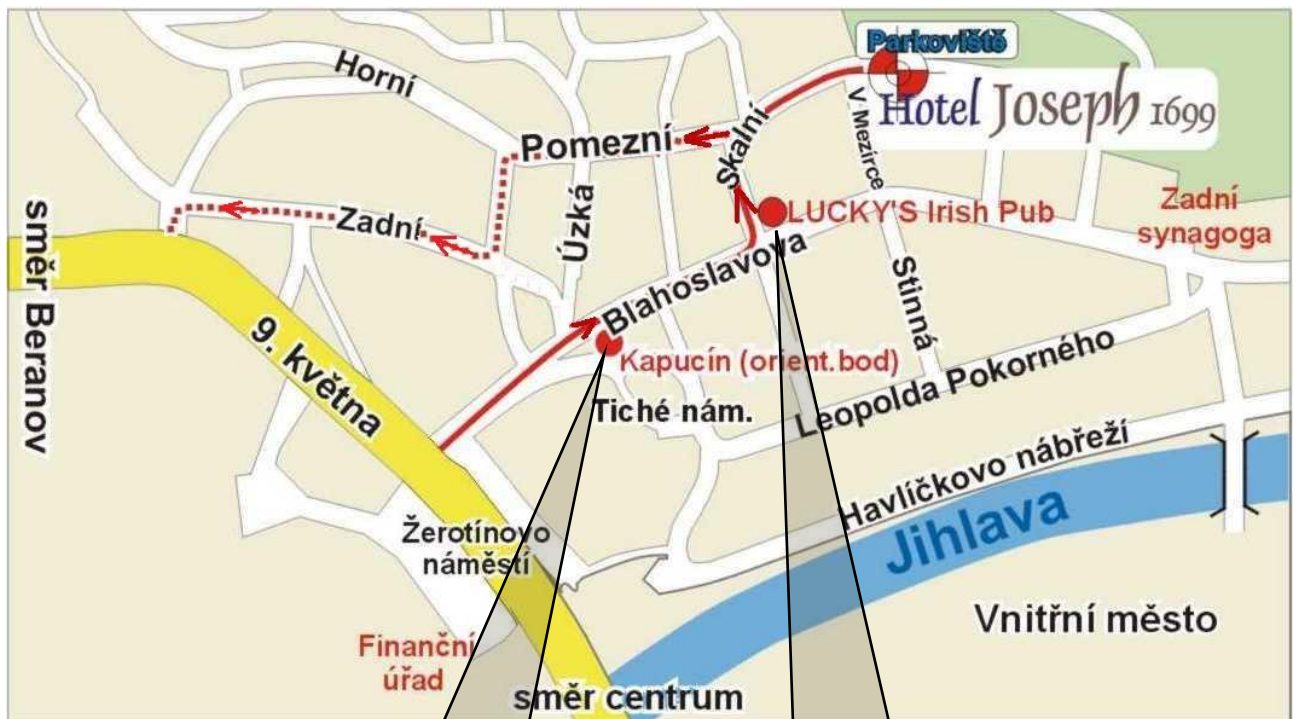 Parkoviště
Hotel Joseph 1699
Horní
Pomezní
Skalní
V Mezírce
Zadní
synagoga
LUCKY'S Irish Pub
směr Beranov
Zadní
Úzká
Blahoslavova
Stinná
9. května
Kapucín (orient.bod)
Tiché nám.
Leopolda Pokorného
Havlíčkovo nábřeží
Jihlava
Žerotínovo
náměstí
Vnitřní město
Finanční
úřad
směr centrum